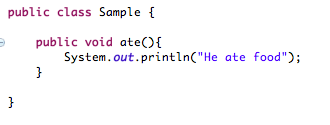 public class Sample {
public void ate(){
System.out.println("He ate food");
}
}